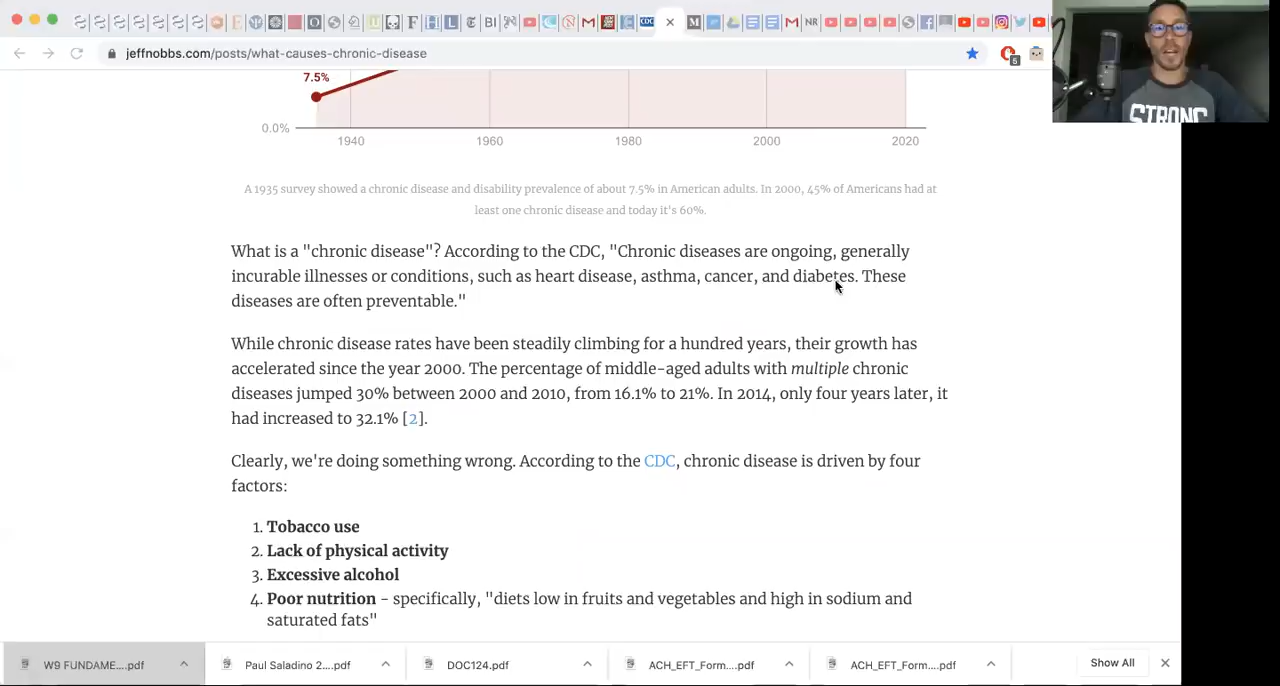 CDC
M
NR
jeffnobbs.com/posts/what-causes-chronic-disease
5
STRONG
7.5%
0.0%
1940 1960 1980 2000 2020
A 1935 survey showed a chronic disease and disability prevalence of about 7.5% in American adults. In 2000, 45% of Americans had at
least one chronic disease and today it's 60%.
What is a "chronic disease"? According to the CDC, "Chronic diseases are ongoing, generally
incurable illnesses or conditions, such as heart disease, asthma, cancer, and diabetes. These
diseases are often preventable."
While chronic disease rates have been steadily climbing for a hundred years, their growth has
accelerated since the year 2000. The percentage of middle-aged adults with multiple chronic
diseases jumped 30% between 2000 and 2010, from 16.1% to 21%. In 2014, only four years later, it
had increased to 32.1% [2].
Clearly, we're doing something wrong. According to the CDC, chronic disease is driven by four
factors:
1. Tobacco use
2. Lack of physical activity
3. Excessive alcohol
4. Poor nutrition - specifically, "diets low in fruits and vegetables and high in sodium and
saturated fats"
W9 FUNDAME....pdf Paul Saladino 2....pdf DOC124.pdf ACH_EFT_Form....pdf ACH_EFT_Form....pdf Show All